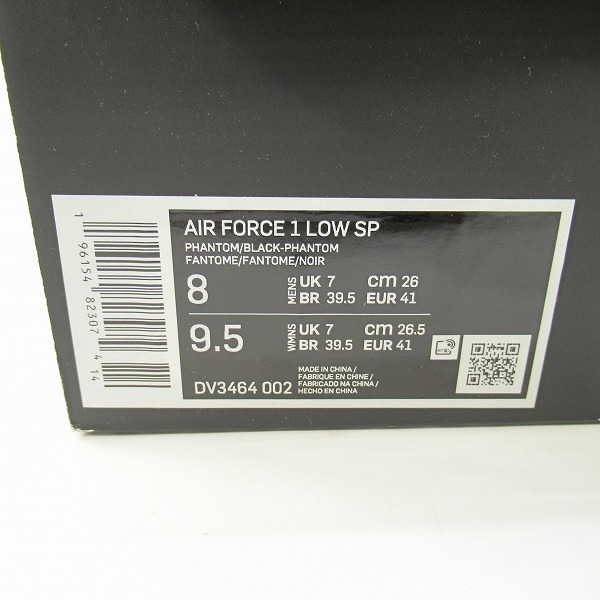 1 96154 82307 4 14
AIR FORCE 1 LOW SP
PHANTOM/BLACK-PHANTOM
FANTOME/FANTOME/NOIR
8 MENS UK 7 cm 26
BR 39.5 EUR 41
9.5 WMNS UK 7 cm 26.5
BR 39.5 EUR 41
DV3464 002
MADE IN CHINA/
FABRIQUE EN CHINE /
FABRICADO NA CHINA/
HECHO EN CHINA